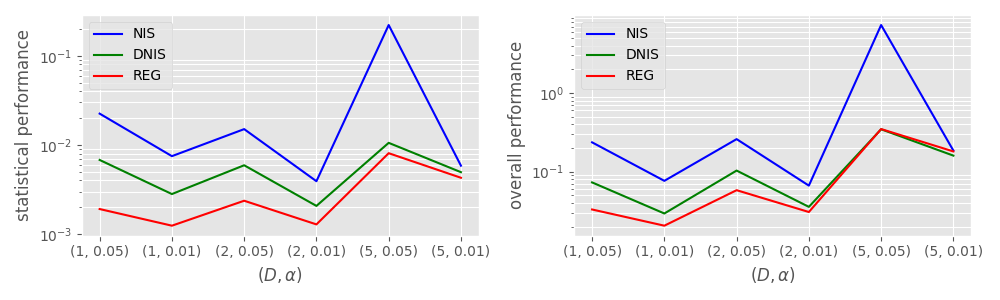 statistical performance
10⁻¹
10⁻²
10⁻³
NIS
DNIS
REG
(1, 0.05) (1, 0.01) (2, 0.05) (2, 0.01) (5, 0.05) (5, 0.01)
(D, α)
overall performance
10⁰
10⁻¹
NIS
DNIS
REG
(1, 0.05) (1, 0.01) (2, 0.05) (2, 0.01) (5, 0.05) (5, 0.01)
(D, α)